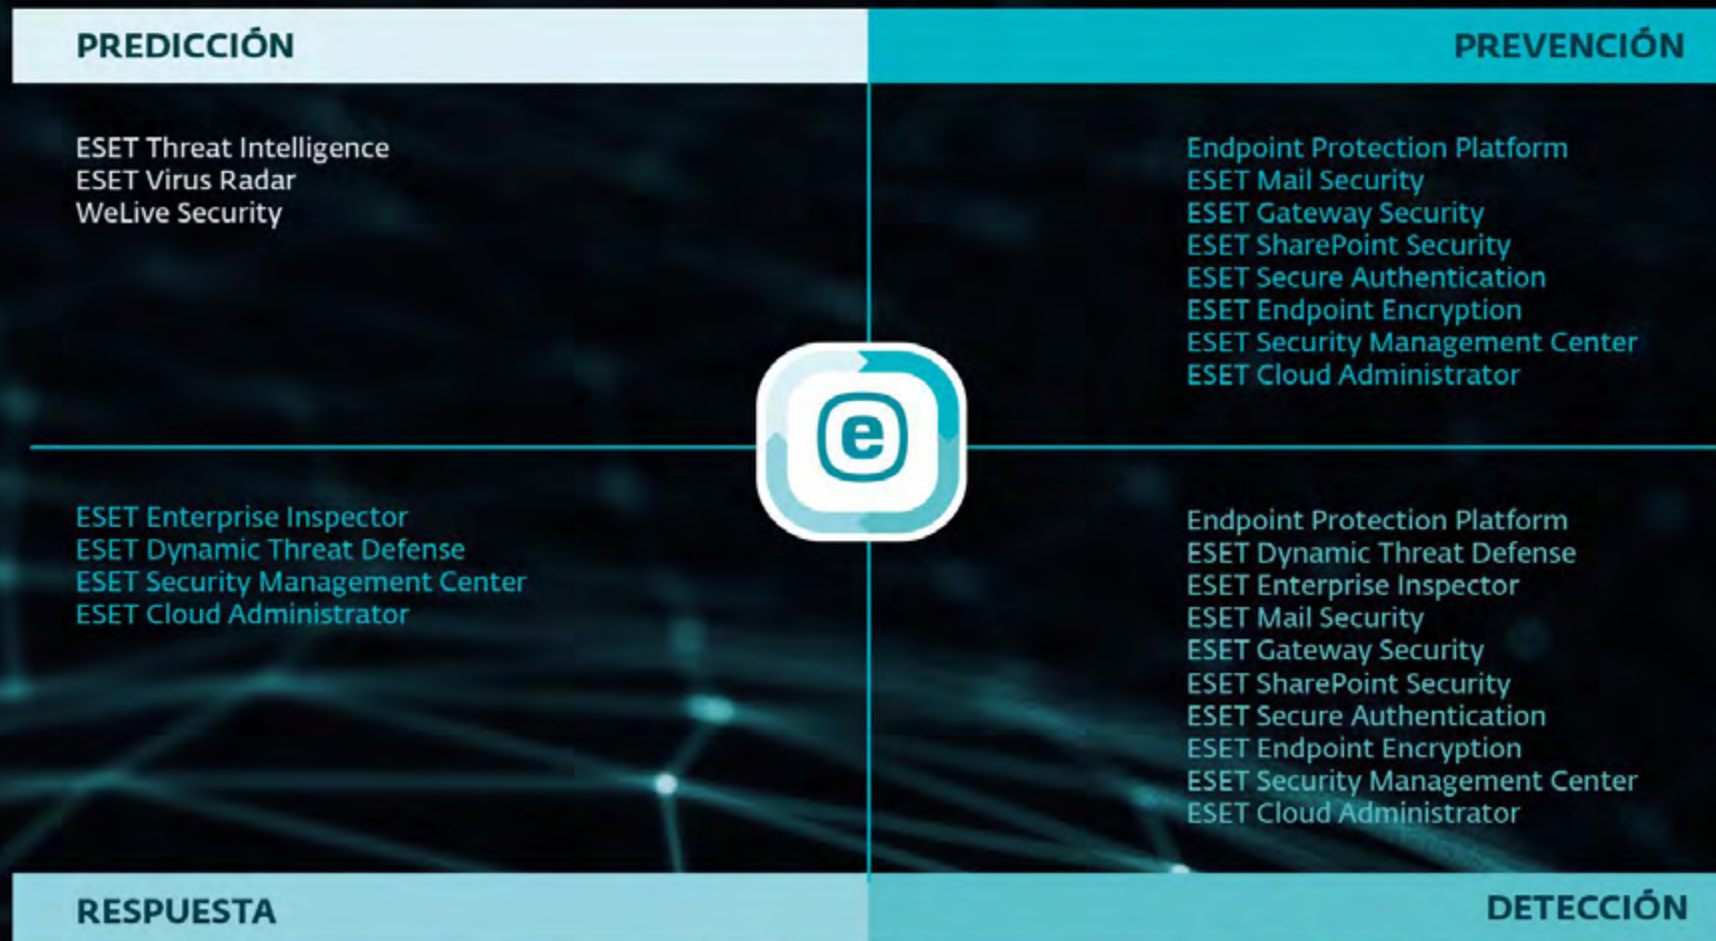 PREDICCIÓN
PREVENCIÓN
ESET Threat Intelligence
ESET Virus Radar
WeLive Security
Endpoint Protection Platform
ESET Mail Security
ESET Gateway Security
ESET SharePoint Security
ESET Secure Authentication
ESET Endpoint Encryption
ESET Security Management Center
ESET Cloud Administrator
e
ESET Enterprise Inspector
ESET Dynamic Threat Defense
ESET Security Management Center
ESET Cloud Administrator
Endpoint Protection Platform
ESET Dynamic Threat Defense
ESET Enterprise Inspector
ESET Mail Security
ESET Gateway Security
ESET SharePoint Security
ESET Secure Authentication
ESET Endpoint Encryption
ESET Security Management Center
ESET Cloud Administrator
RESPUESTA
DETECCIÓN